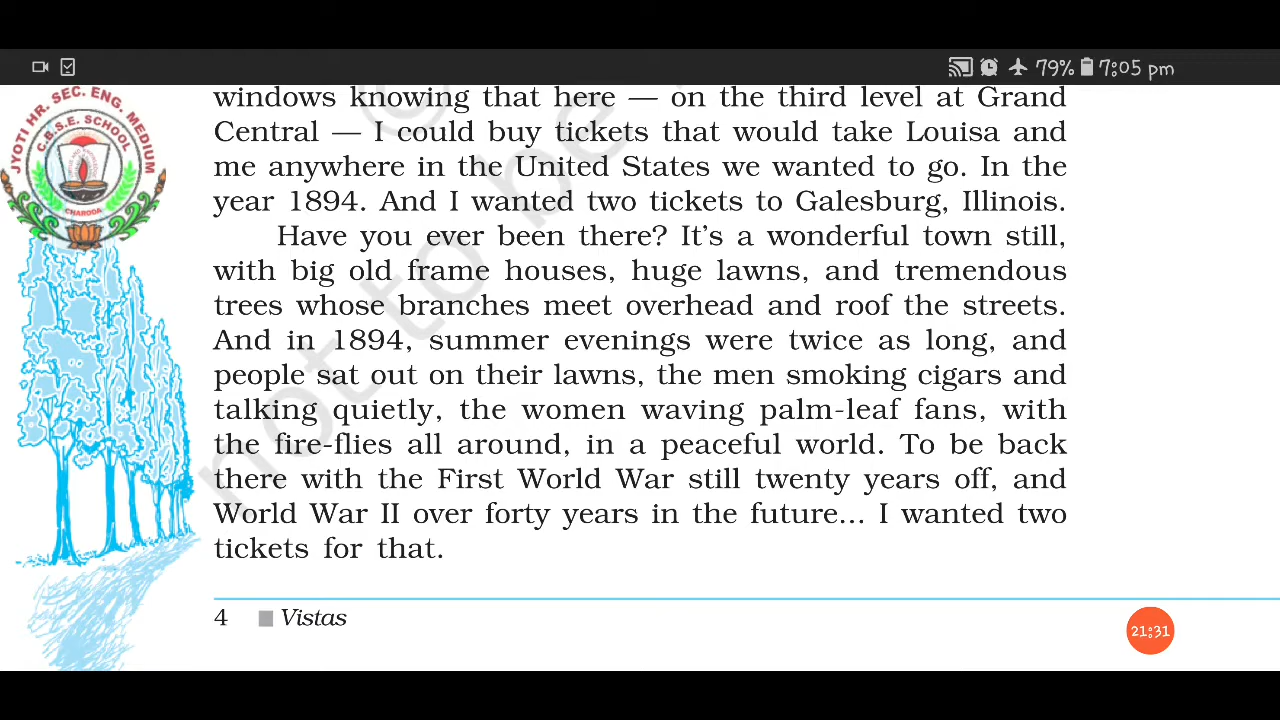 79% 7:05 pm
JYOTI HR. SEC. ENG. MEDIUM
C.B.S.E. SCHOOL
CHARODA
windows knowing that here — on the third level at Grand
Central — I could buy tickets that would take Louisa and
me anywhere in the United States we wanted to go. In the
year 1894. And I wanted two tickets to Galesburg, Illinois.
Have you ever been there? It's a wonderful town still,
with big old frame houses, huge lawns, and tremendous
trees whose branches meet overhead and roof the streets.
And in 1894, summer evenings were twice as long, and
people sat out on their lawns, the men smoking cigars and
talking quietly, the women waving palm-leaf fans, with
the fire-flies all around, in a peaceful world. To be back
there with the First World War still twenty years off, and
World War II over forty years in the future... I wanted two
tickets for that.
not to be
4 Vistas
21:31